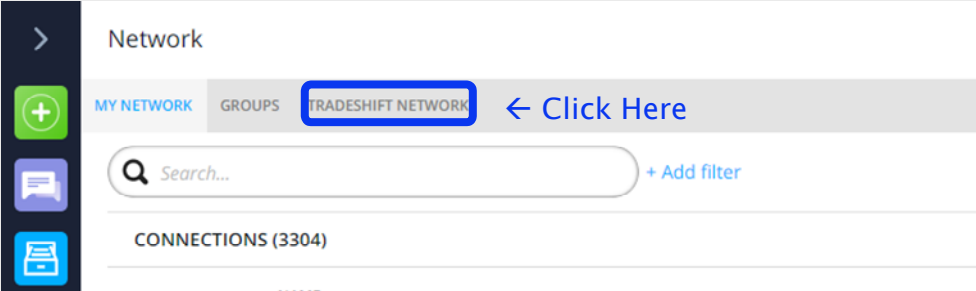 Network
MY NETWORK GROUPS TRADESHIFT NETWORK ← Click Here
Search... + Add filter
CONNECTIONS (3304)